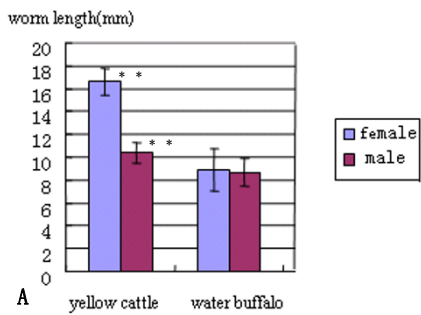 worm length(mm)
20
18
16
14
12
10
8
6
4
2
0
* *
* *
female
male
A
yellow cattle
water buffalo